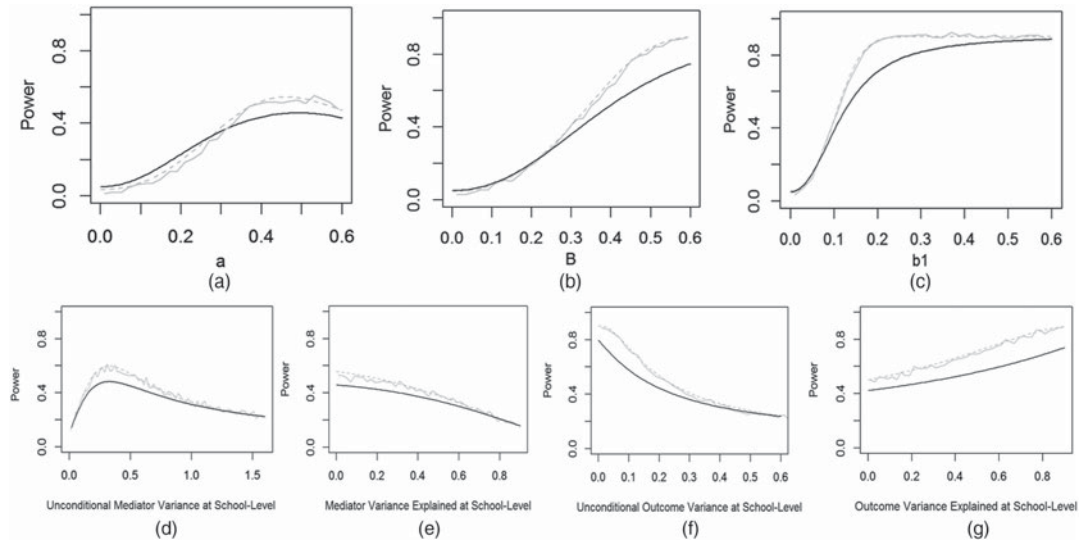 Power
0.0 0.4 0.8
0.0 0.2 0.4 0.6
a
(a)
Power
0.0 0.4 0.8
0.0 0.1 0.2 0.3 0.4 0.5 0.6
B
(b)
Power
0.0 0.4 0.8
0.0 0.1 0.2 0.3 0.4 0.5 0.6
b1
(c)
Power
0.0 0.4 0.8
0.0 0.5 1.0 1.5
Unconditional Mediator Variance at School-Level
(d)
Power
0.0 0.4 0.8
0.0 0.2 0.4 0.6 0.8
Mediator Variance Explained at School-Level
(e)
Power
0.0 0.4 0.8
0.0 0.1 0.2 0.3 0.4 0.5 0.6
Unconditional Outcome Variance at School-Level
(f)
Power
0.0 0.4 0.8
0.0 0.2 0.4 0.6 0.8
Outcome Variance Explained at School-Level
(g)